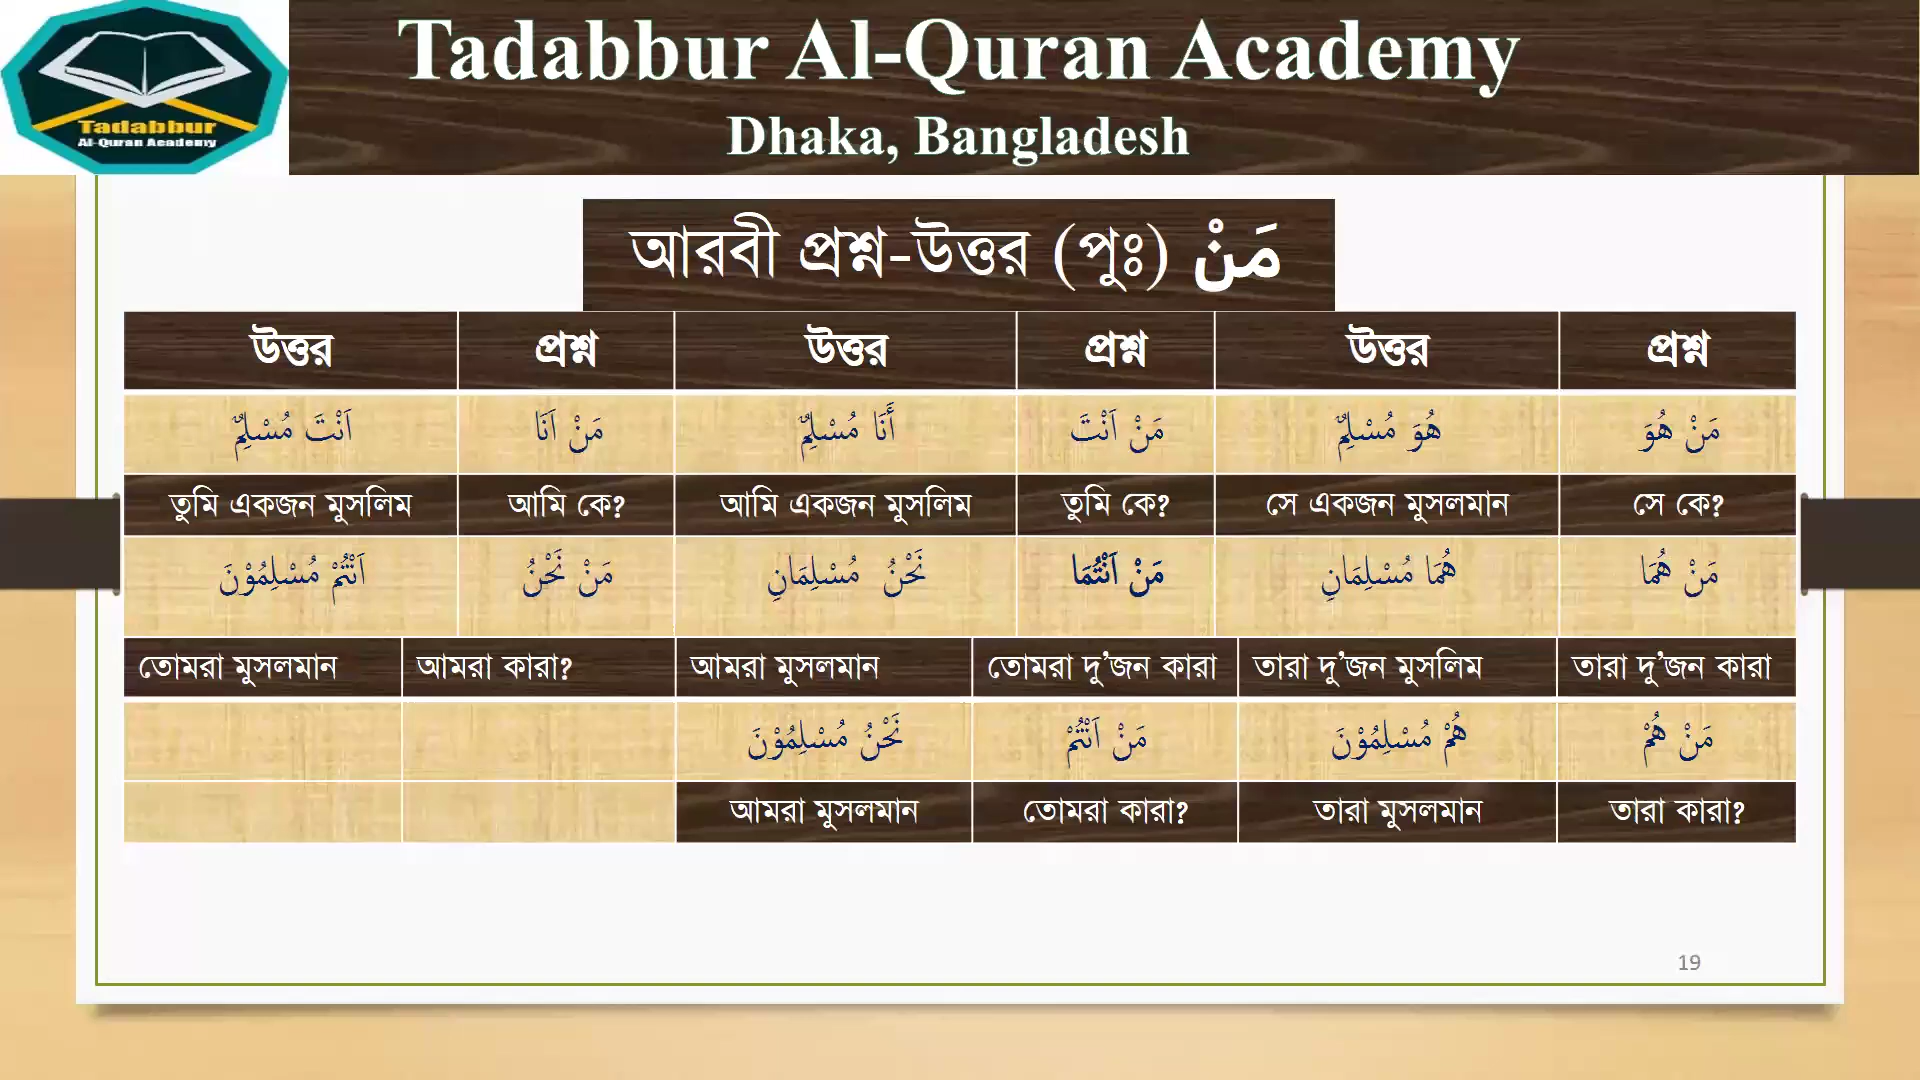 Tadabbur Al-Quran Academy
Dhaka, Bangladesh
Tadabbur
Al-Quran Academy
আরবী প্রশ্ন-উত্তর (পুঃ) مَنْ
উত্তর প্রশ্ন উত্তর প্রশ্ন উত্তর প্রশ্ন
اَنْتَ مُسْلِمٌ
مَنْ اَنَا
أَنَا مُسْلِمٌ
مَنْ اَنْتَ
هُوَ مُسْلِمٌ
مَنْ هُوَ
তুমি একজন মুসলিম আমি কে? আমি একজন মুসলিম তুমি কে? সে একজন মুসলমান সে কে?
اَنْتُمْ مُسْلِمُوْنَ
مَنْ نَحْنُ
نَحْنُ مُسْلِمَانِ
مَنْ اَنْتُمَا
هُمَا مُسْلِمَانِ
مَنْ هُمَا
তোমরা মুসলমান আমরা কারা? আমরা মুসলমান তোমরা দু’জন কারা তারা দু’জন মুসলিম তারা দু’জন কারা
نَحْنُ مُسْلِمُوْنَ
مَنْ اَنْتُمْ
هُمْ مُسْلِمُوْنَ
مَنْ هُمْ
আমরা মুসলমান তোমরা কারা? তারা মুসলমান তারা কারা?
19